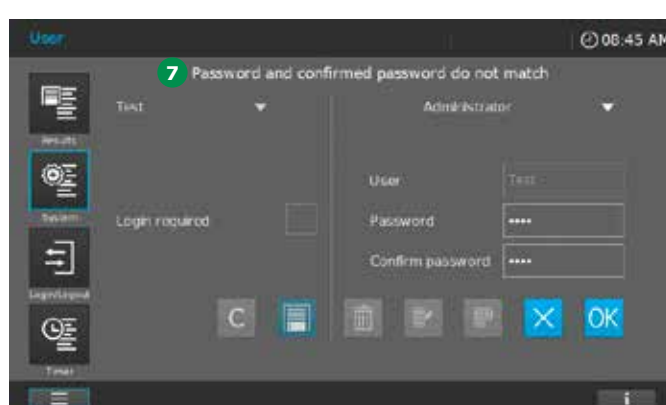 User
08:45 AM
7 Password and confirmed password do not match
Test
Administrator
Results
User
Test
System
Login required
Password
••••
Confirm password
••••
Login/Logout
C
OK
Timer
i